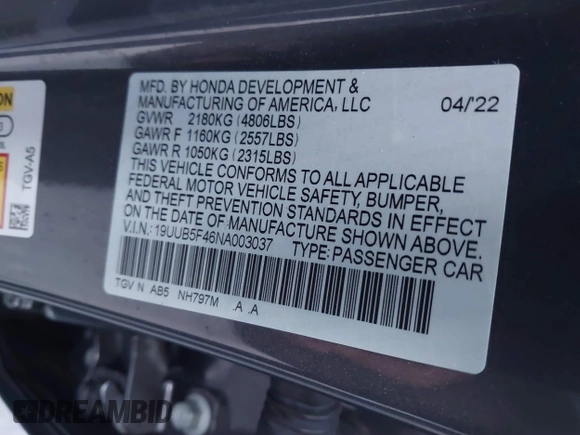 MFD. BY HONDA DEVELOPMENT &
MANUFACTURING OF AMERICA, LLC 04/'22
GVWR 2180KG (4806LBS)
GAWR F 1160KG (2557LBS)
GAWR R 1050KG (2315LBS)
THIS VEHICLE CONFORMS TO ALL APPLICABLE
FEDERAL MOTOR VEHICLE SAFETY, BUMPER,
AND THEFT PREVENTION STANDARDS IN EFFECT
ON THE DATE OF MANUFACTURE SHOWN ABOVE.
V.I.N.: 19UUB5F46NA003037 TYPE: PASSENGER CAR
TGV N AB5 NH797M .A .A
TGV-A5
DREAMBID